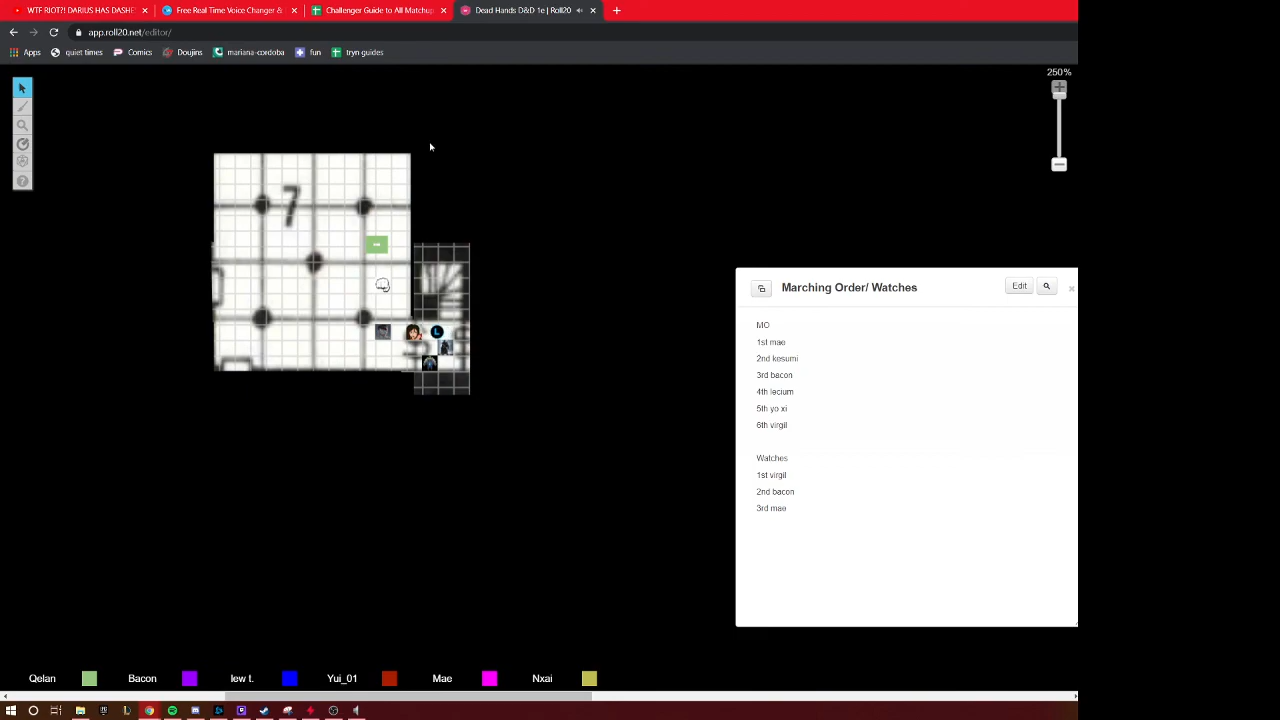 WTF RIOT?! DARIUS HAS DASHE
Free Real Time Voice Changer &
Challenger Guide to All Matchup
Dead Hands D&D 1e | Roll20
app.roll20.net/editor/
Apps
quiet times
Comics
Doujins
mariana-cordoba
fun
tryn guides
250%
7
Marching Order/ Watches
Edit
MO
1st mae
2nd kosumi
3rd bacon
4th lecium
5th yo xi
6th virgil
Watches
1st virgil
2nd bacon
3rd mae
Qelan
Bacon
lew t.
Yui_01
Mae
Nxai